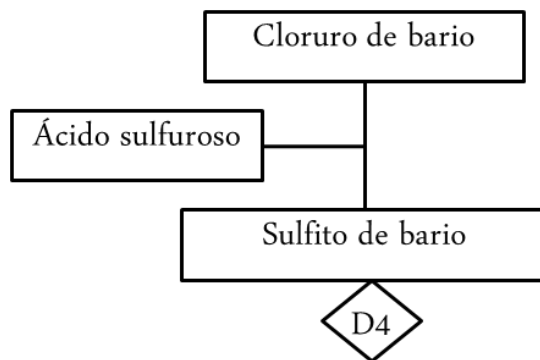 Cloruro de bario
Ácido sulfuroso
Sulfito de bario
D4